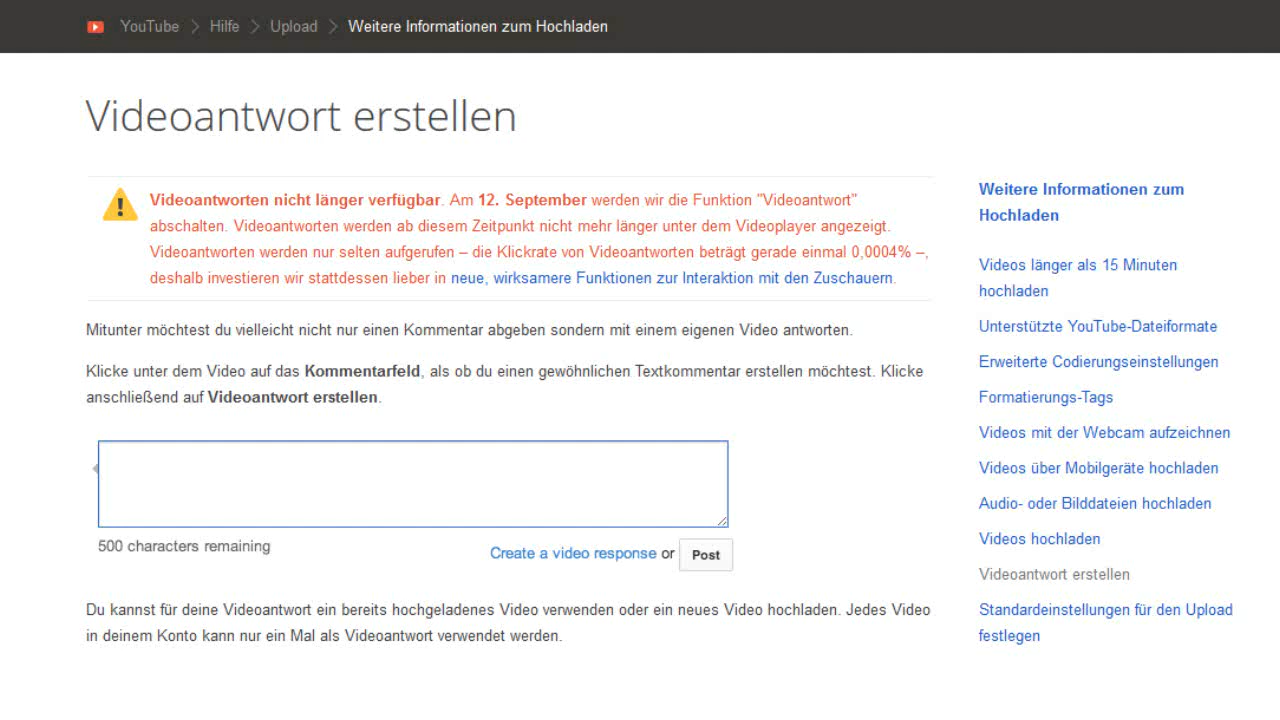 YouTube > Hilfe > Upload > Weitere Informationen zum Hochladen
Videoantwort erstellen
Videoantworten nicht länger verfügbar. Am 12. September werden wir die Funktion "Videoantwort"
abschalten. Videoantworten werden ab diesem Zeitpunkt nicht mehr länger unter dem Videoplayer angezeigt.
Videoantworten werden nur selten aufgerufen – die Klickrate von Videoantworten beträgt gerade einmal 0,0004% –,
deshalb investieren wir stattdessen lieber in neue, wirksamere Funktionen zur Interaktion mit den Zuschauern.
Mitunter möchtest du vielleicht nicht nur einen Kommentar abgeben sondern mit einem eigenen Video antworten.
Klicke unter dem Video auf das Kommentarfeld, als ob du einen gewöhnlichen Textkommentar erstellen möchtest. Klicke
anschließend auf Videoantwort erstellen.
500 characters remaining
Create a video response or Post
Du kannst für deine Videoantwort ein bereits hochgeladenes Video verwenden oder ein neues Video hochladen. Jedes Video
in deinem Konto kann nur ein Mal als Videoantwort verwendet werden.
Weitere Informationen zum
Hochladen
Videos länger als 15 Minuten
hochladen
Unterstützte YouTube-Dateiformate
Erweiterte Codierungseinstellungen
Formatierungs-Tags
Videos mit der Webcam aufzeichnen
Videos über Mobilgeräte hochladen
Audio- oder Bilddateien hochladen
Videos hochladen
Videoantwort erstellen
Standardeinstellungen für den Upload
festlegen